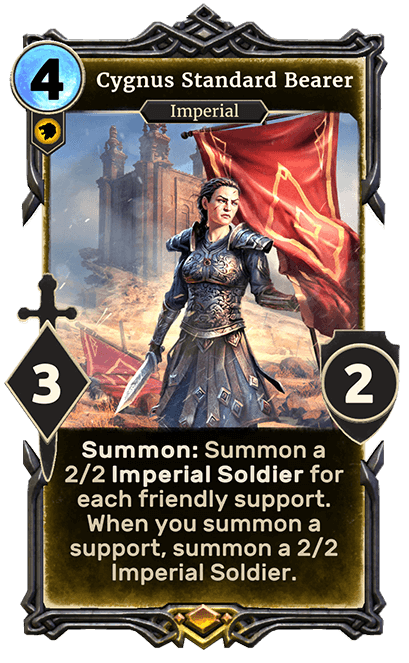 4
Cygnus Standard Bearer
Imperial
3
2
Summon: Summon a
2/2 Imperial Soldier for
each friendly support.
When you summon a
support, summon a 2/2
Imperial Soldier.